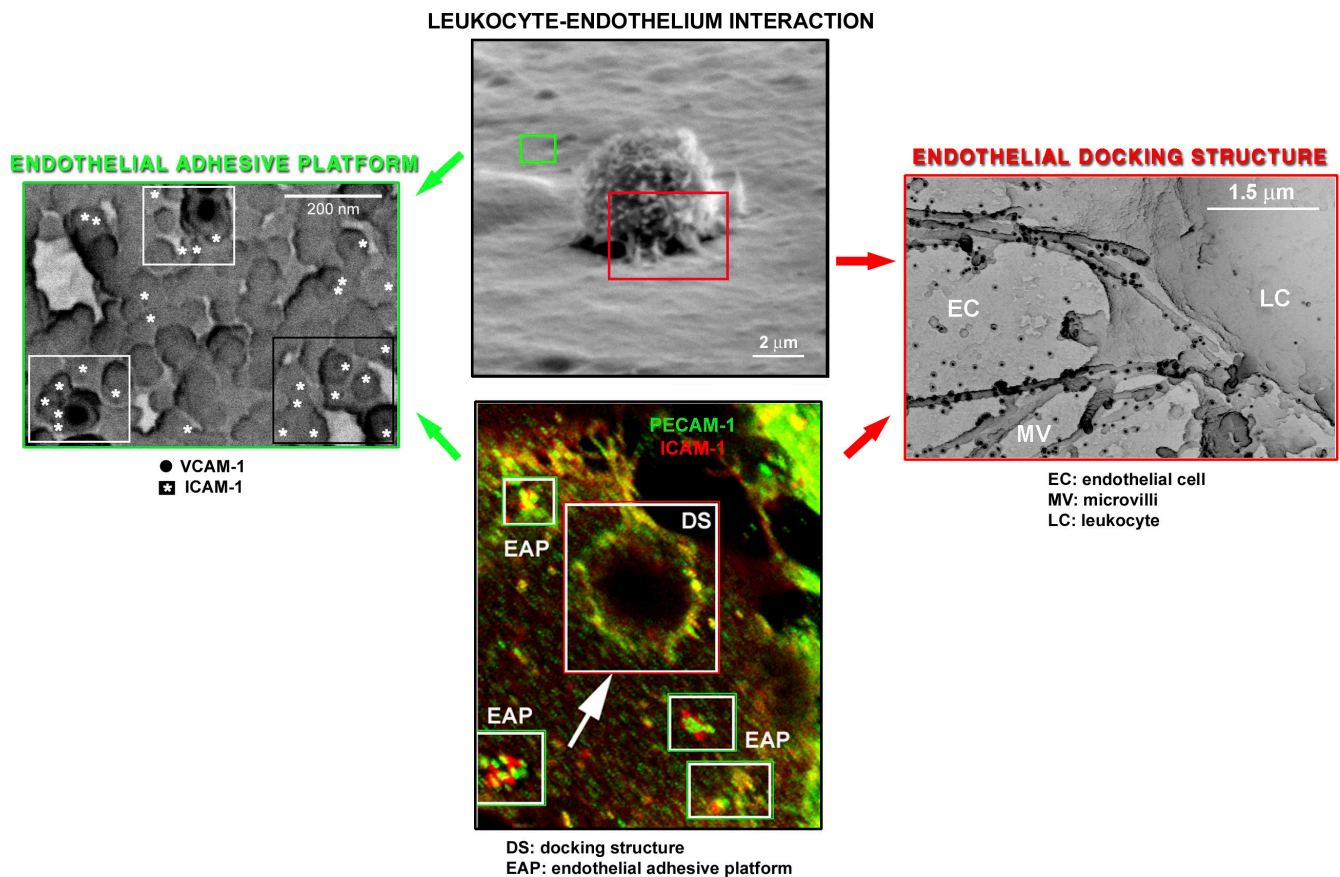 LEUKOCYTE-ENDOTHELIUM INTERACTION
2 µm
ENDOTHELIAL ADHESIVE PLATFORM
200 nm
● VCAM-1
* ICAM-1
ENDOTHELIAL DOCKING STRUCTURE
1.5 µm
EC
LC
MV
EC: endothelial cell
MV: microvilli
LC: leukocyte
PECAM-1
ICAM-1
DS
EAP
EAP
EAP
DS: docking structure
EAP: endothelial adhesive platform